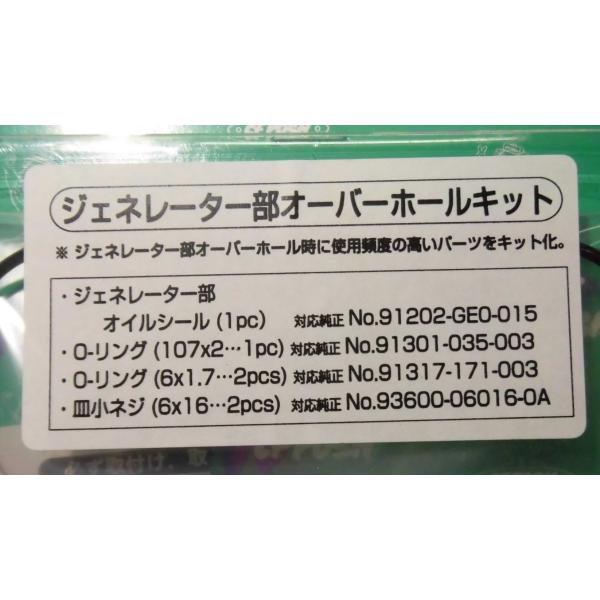 ジェネレーター部オーバーホールキット
※ ジェネレーター部オーバーホール時に使用頻度の高いパーツをキット化。
・ジェネレーター部
オイルシール (1pc) 対応純正 No.91202-GE0-015
・O-リング (107x2…1pc) 対応純正 No.91301-035-003
・O-リング (6x1.7…2pcs) 対応純正 No.91317-171-003
・皿小ネジ (6x16…2pcs) 対応純正 No.93600-06016-0A